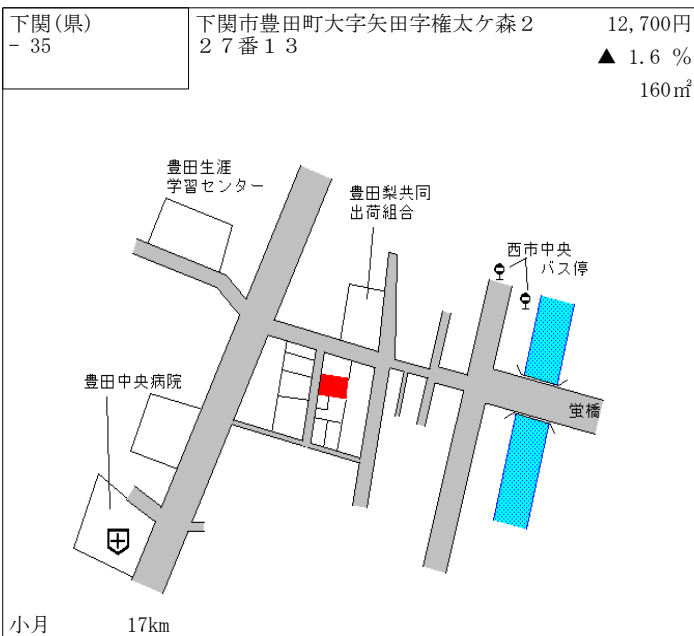 下関(県)
- 35
下関市豊田町大字矢田字権太ケ森２
２７番１３
12,700円
▲ 1.6 %
160㎡
豊田生涯
学習センター
豊田梨共同
出荷組合
西市中央
バス停
豊田中央病院
蛍橋
小月 17km